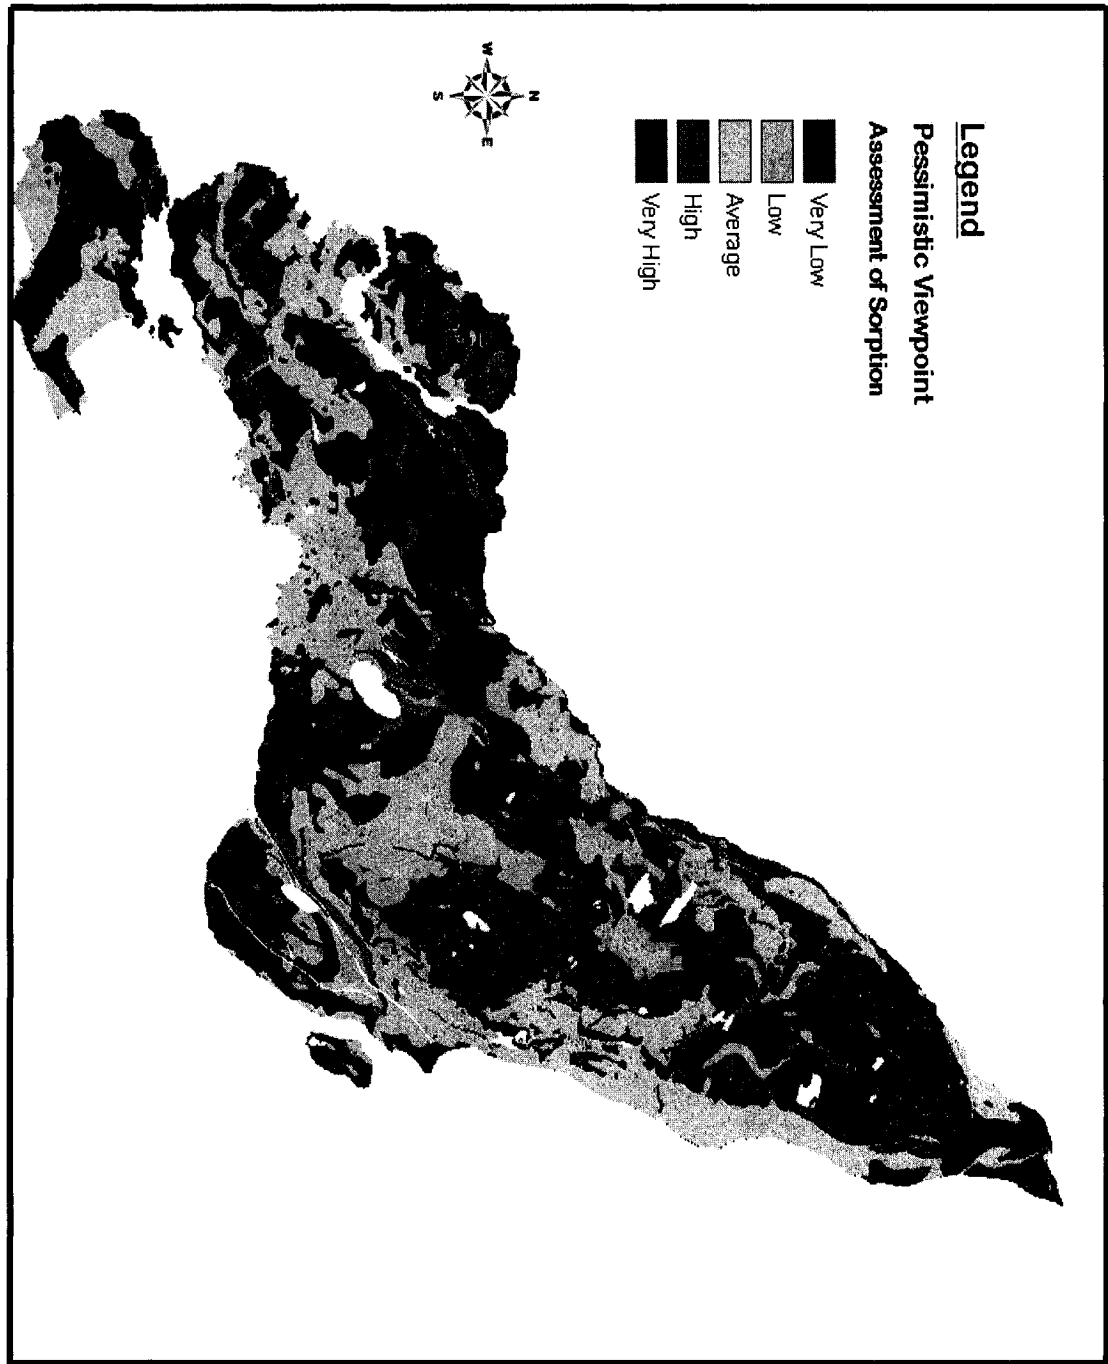 Legend
Pessimistic Viewpoint
Assessment of Sorption
Very Low
Low
Average
High
Very High
W
N
S
E